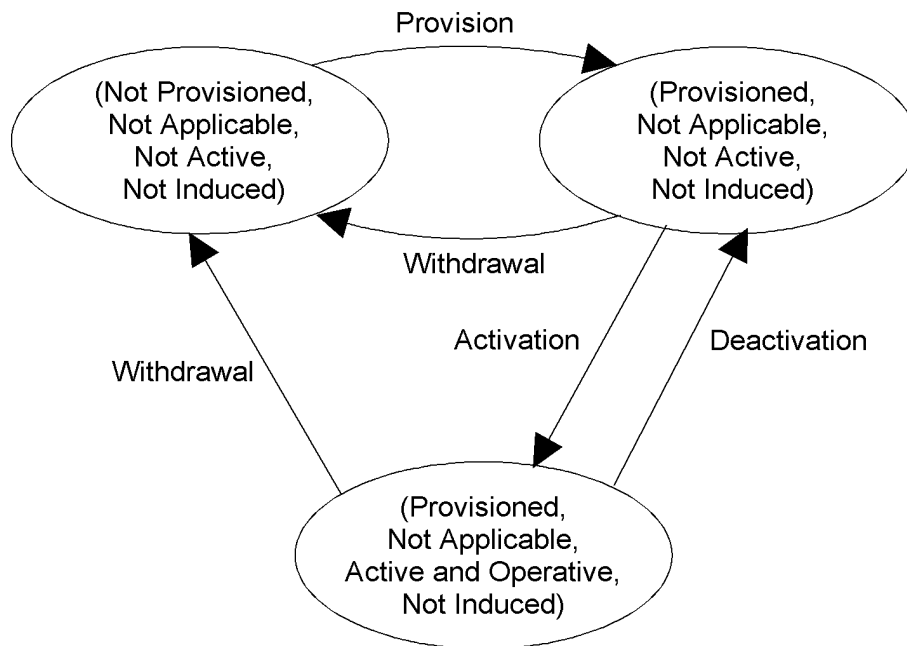 Provision
(Not Provisioned,
Not Applicable,
Not Active,
Not Induced)
(Provisioned,
Not Applicable,
Not Active,
Not Induced)
Withdrawal
Activation
Deactivation
Withdrawal
(Provisioned,
Not Applicable,
Active and Operative,
Not Induced)